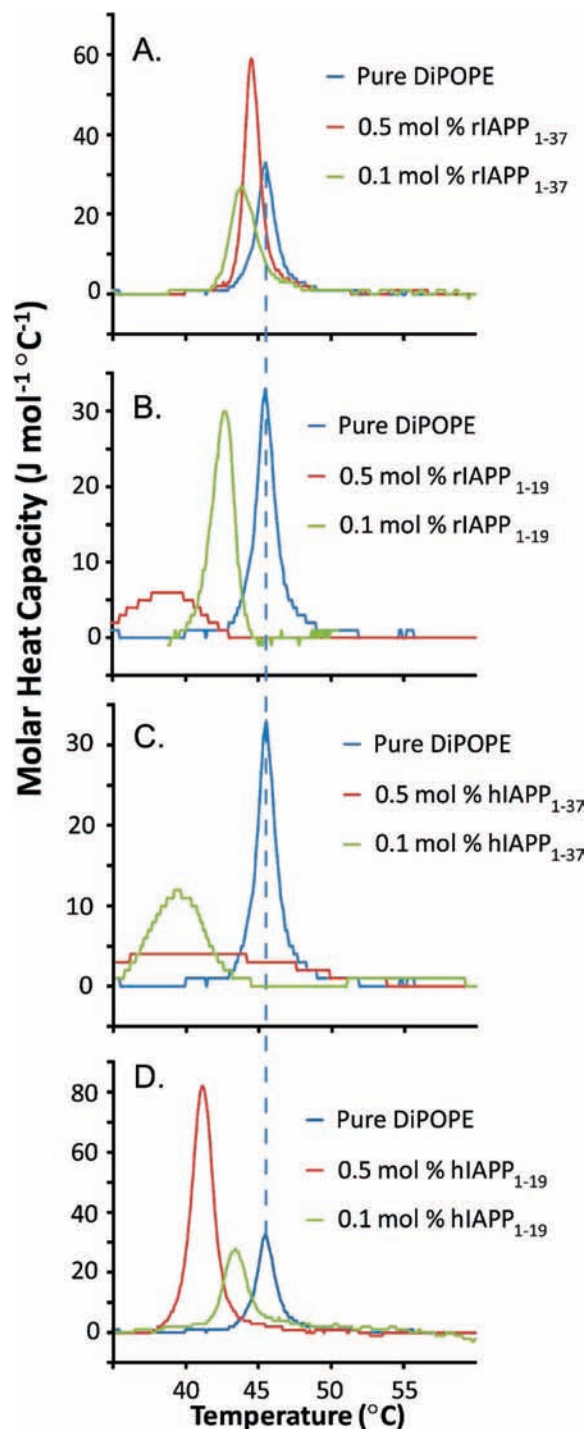 Molar Heat Capacity (J mol⁻¹ °C⁻¹)
A.
60
40
20
0
Pure DiPOPE
0.5 mol % rIAPP₁₋₃₇
0.1 mol % rIAPP₁₋₃₇
B.
30
20
10
0
Pure DiPOPE
0.5 mol % rIAPP₁₋₁₉
0.1 mol % rIAPP₁₋₁₉
C.
30
20
10
0
Pure DiPOPE
0.5 mol % hIAPP₁₋₃₇
0.1 mol % hIAPP₁₋₃₇
D.
80
60
40
20
0
Pure DiPOPE
0.5 mol % hIAPP₁₋₁₉
0.1 mol % hIAPP₁₋₁₉
40 45 50 55
Temperature (°C)